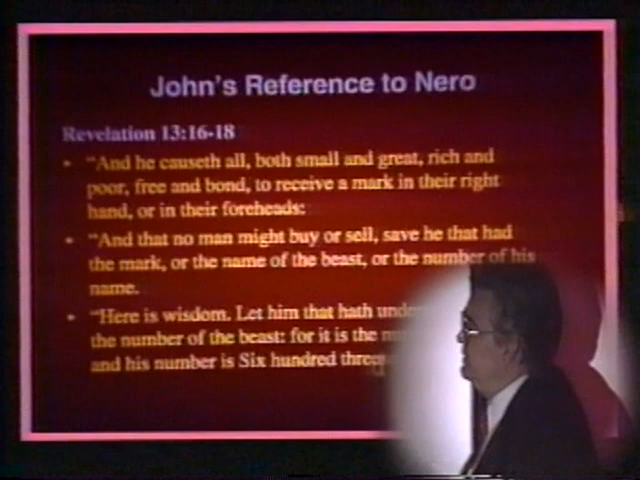 John's Reference to Nero
Revelation 13:16-18
• "And he causeth all, both small and great, rich and
poor, free and bond, to receive a mark in their right
hand, or in their foreheads:
• "And that no man might buy or sell, save he that had
the mark, or the name of the beast, or the number of his
name.
• "Here is wisdom. Let him that hath
the number of the beast: for it is the
and his number is Six hundred